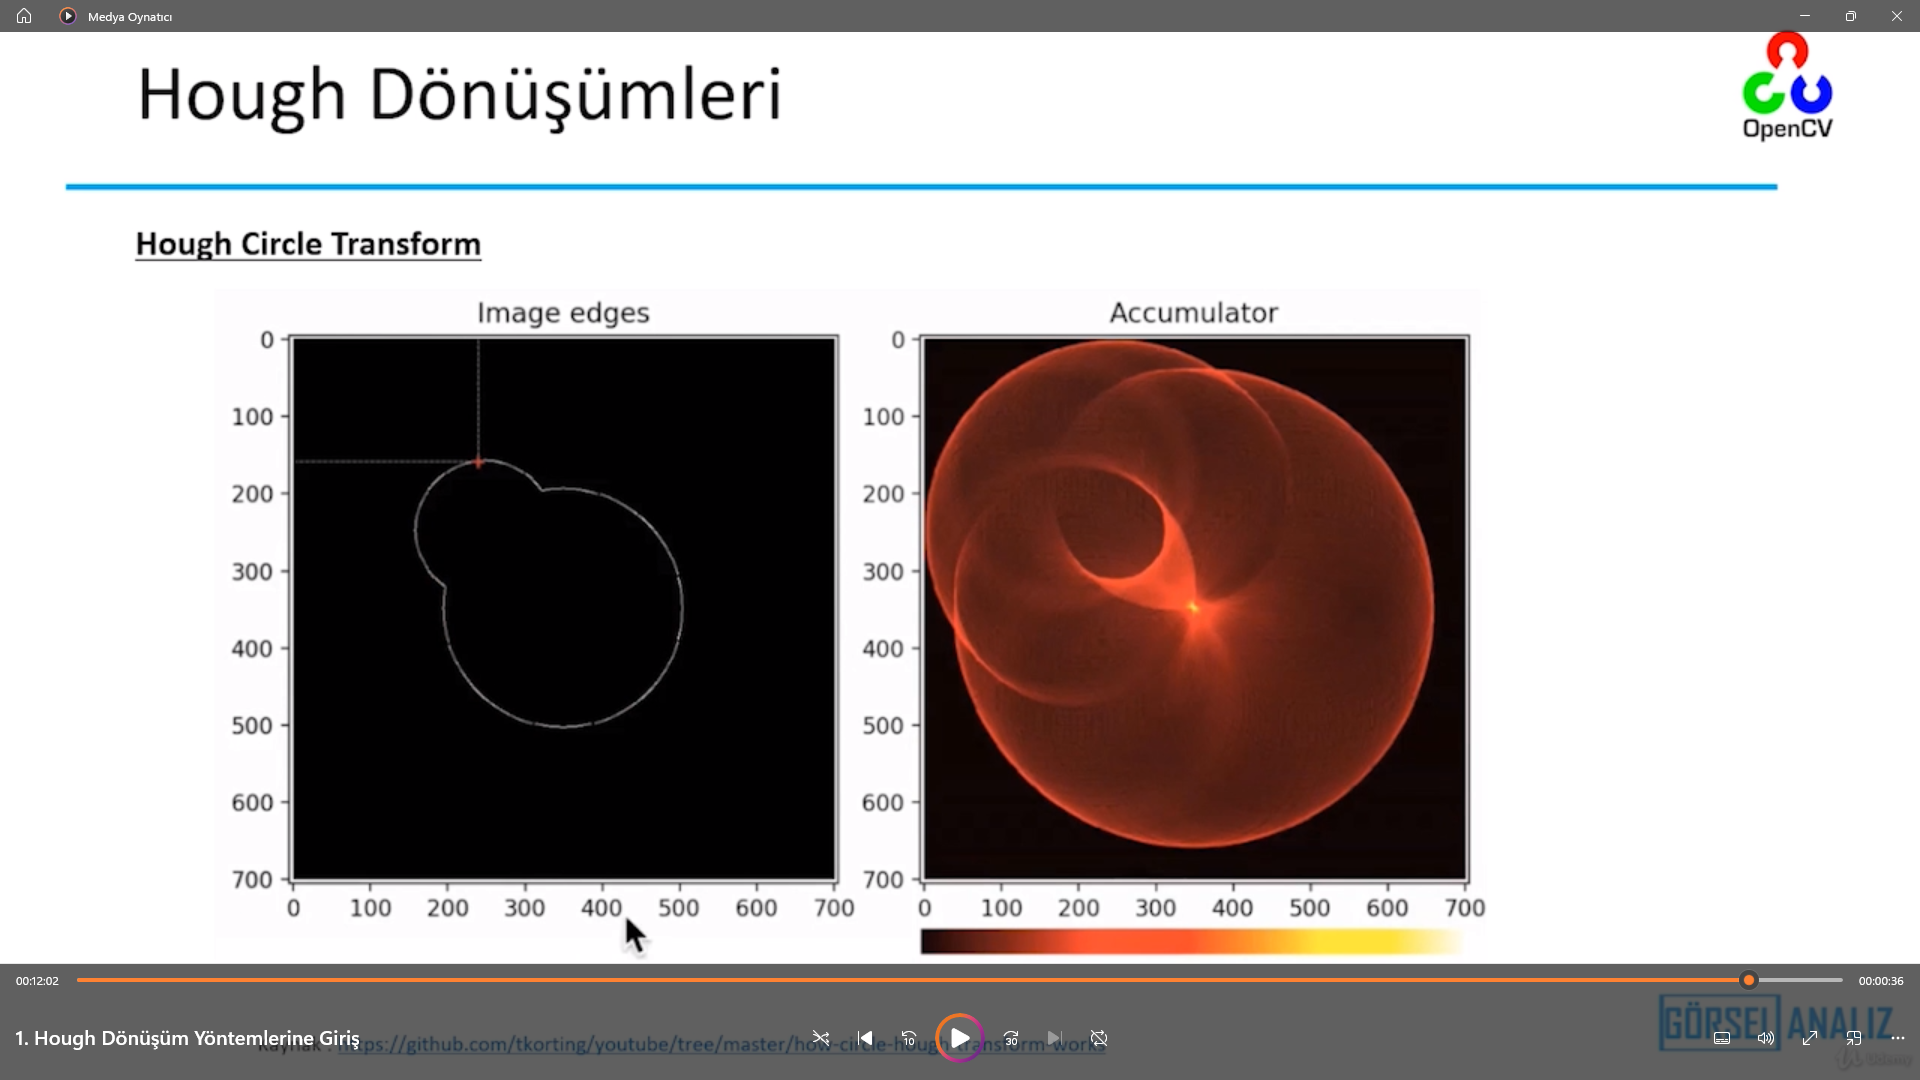 Medya Oynatıcı
Hough Dönüşümleri
OpenCV
Hough Circle Transform
Image edges
Accumulator
0
100
200
300
400
500
600
700
0 100 200 300 400 500 600 700
0
100
200
300
400
500
600
700
0 100 200 300 400 500 600 700
00:12:02
00:00:36
1. Hough Dönüşüm Yöntemlerine Giriş
Kaynak : https://github.com/tkorting/youtube/tree/master/how-circle-hough-transform-works
10
30
GÖRSEL ANALIZ
Udemy